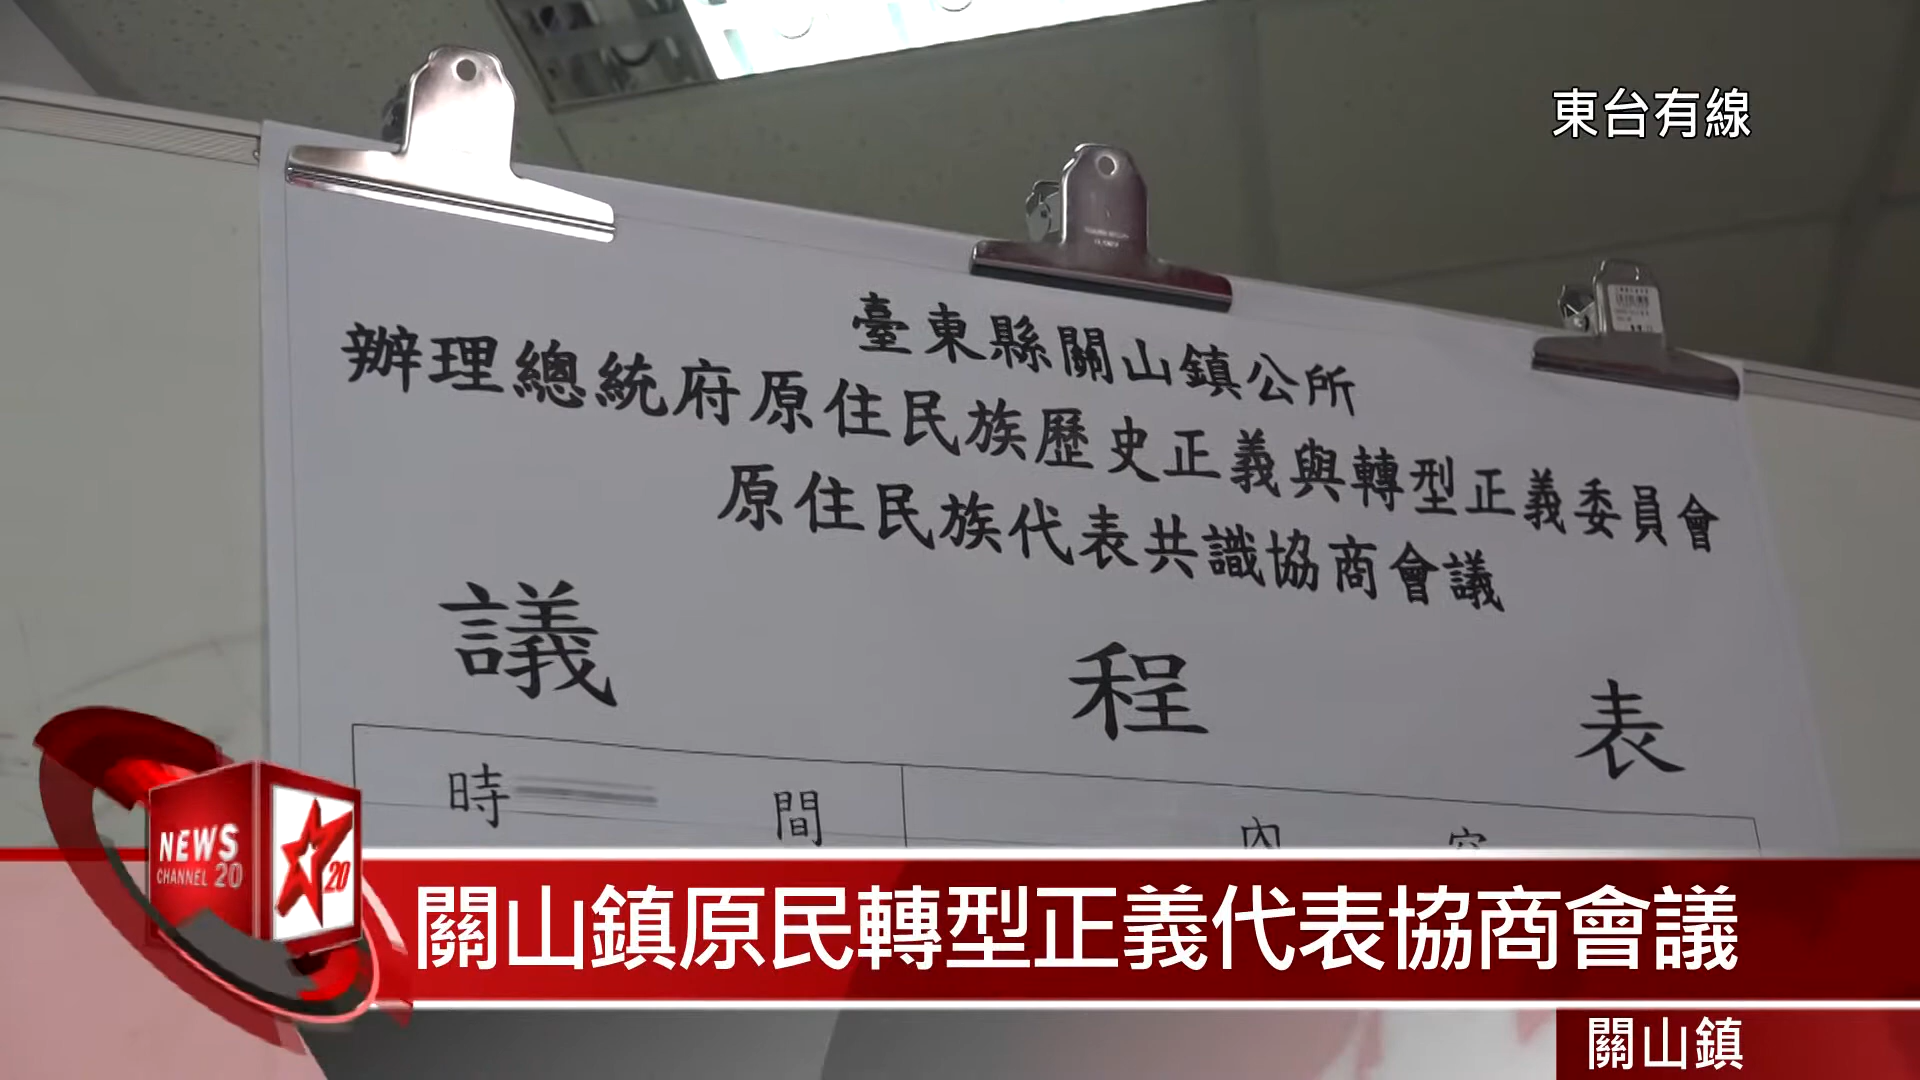 東台有線
臺東縣關山鎮公所
辦理總統府原住民族歷史正義與轉型正義委員會
原住民族代表共識協商會議
議 程 表
時 間
內 容
NEWS
CHANNEL 20
20
關山鎮原民轉型正義代表協商會議
關山鎮